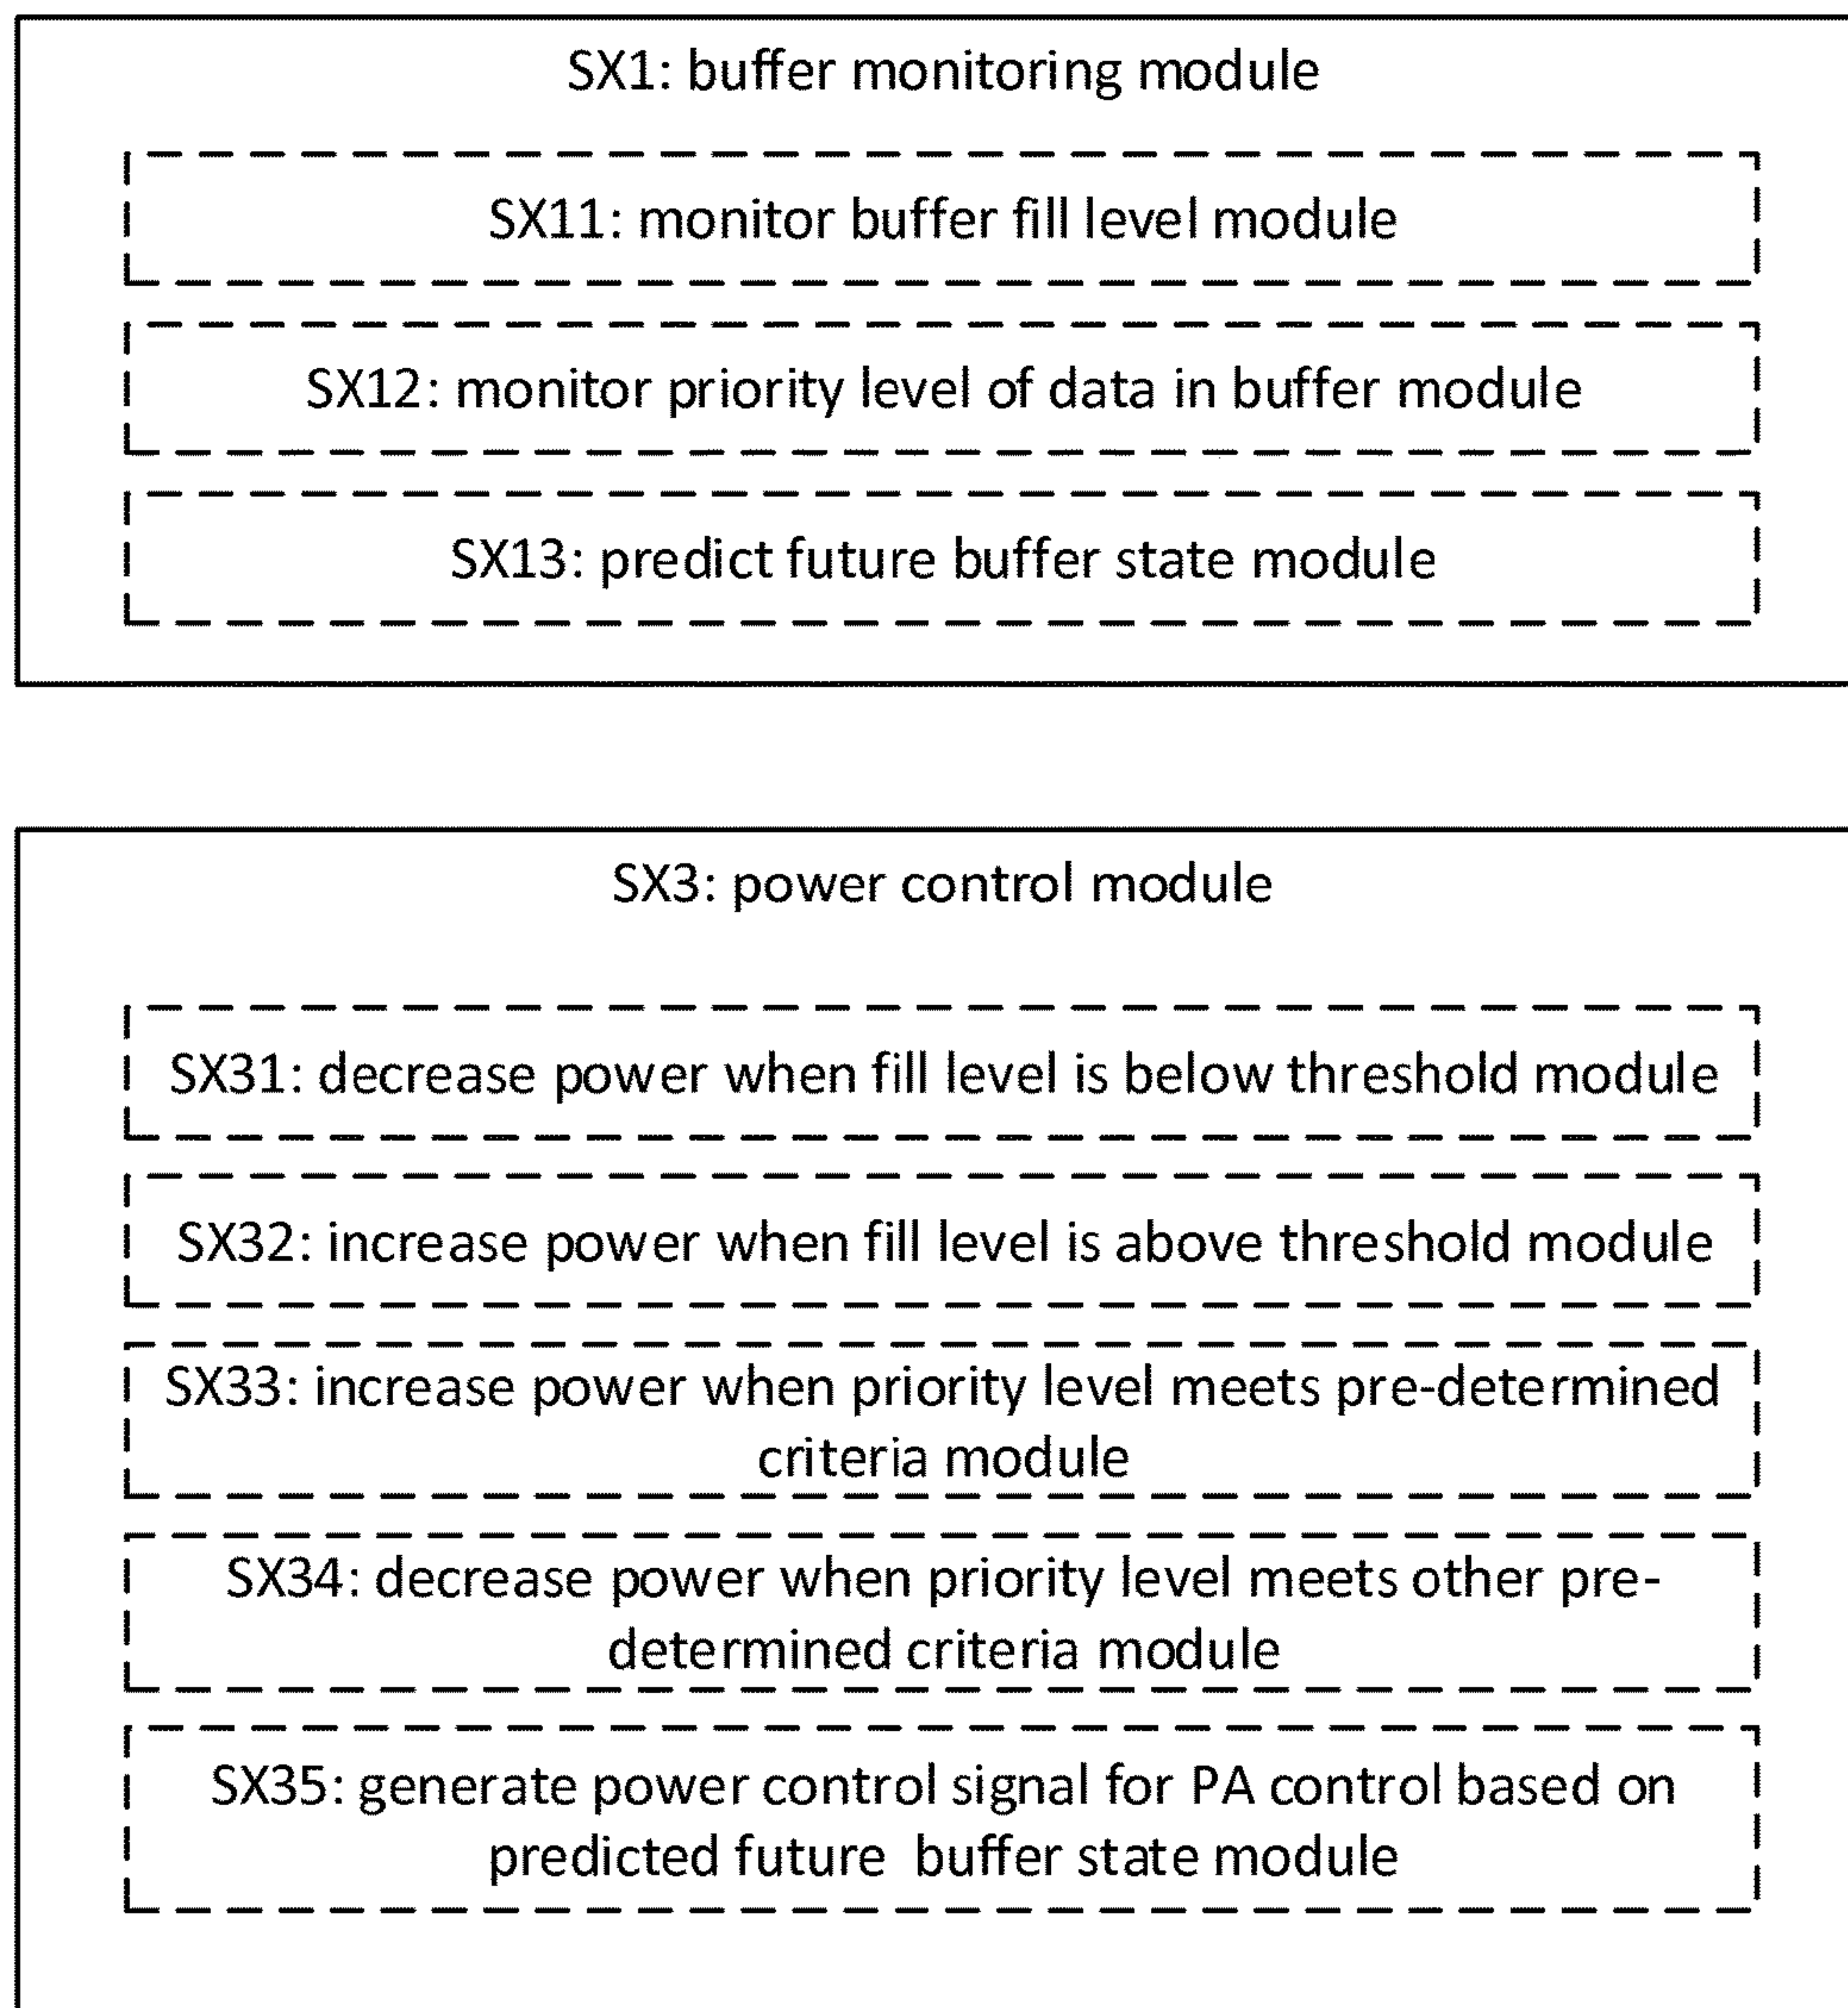 SX1: buffer monitoring module
SX11: monitor buffer fill level module
SX12: monitor priority level of data in buffer module
SX13: predict future buffer state module
SX3: power control module
SX31: decrease power when fill level is below threshold module
SX32: increase power when fill level is above threshold module
SX33: increase power when priority level meets pre-determined
criteria module
SX34: decrease power when priority level meets other pre-
determined criteria module
SX35: generate power control signal for PA control based on
predicted future buffer state module